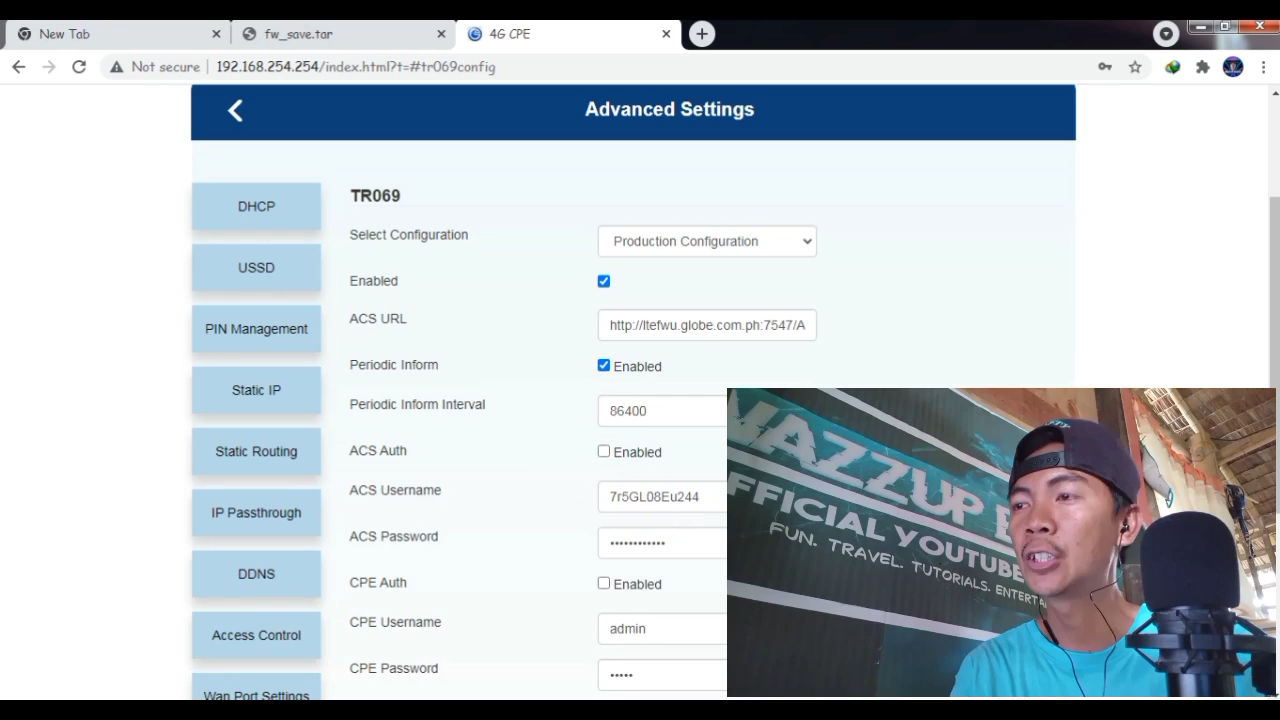 New Tab
fw_save.tar
4G CPE
Not secure
192.168.254.254/index.html?t=#tr069config
Advanced Settings
DHCP
USSD
PIN Management
Static IP
Static Routing
IP Passthrough
DDNS
Access Control
Wan Port Settings
TR069
Select Configuration
Production Configuration
Enabled
ACS URL
http://ltefwu.globe.com.ph:7547/A
Periodic Inform
Enabled
Periodic Inform Interval
86400
ACS Auth
Enabled
ACS Username
7r5GL08Eu244
ACS Password
••••••••••••
CPE Auth
Enabled
CPE Username
admin
CPE Password
•••••
FUN. TRAVEL. TUTORIALS.